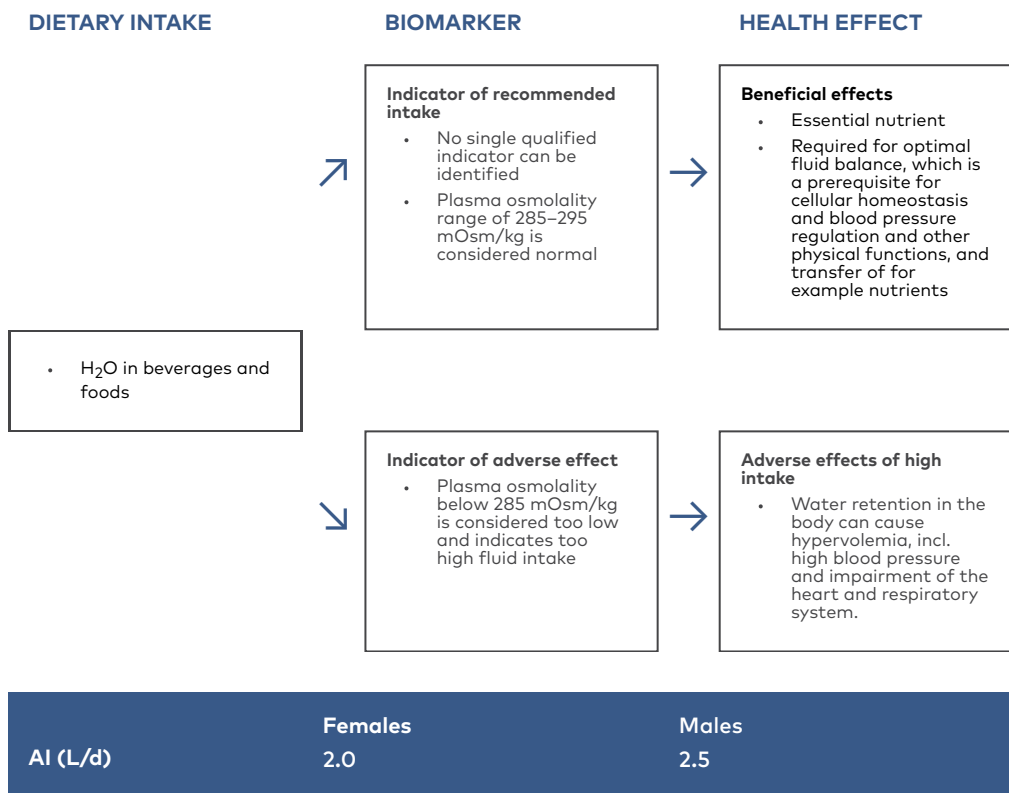 DIETARY INTAKE
BIOMARKER
HEALTH EFFECT
• H₂O in beverages and
foods
Indicator of recommended
intake
• No single qualified
indicator can be
identified
• Plasma osmolality
range of 285–295
mOsm/kg is
considered normal
Beneficial effects
• Essential nutrient
• Required for optimal
fluid balance, which is
a prerequisite for
cellular homeostasis
and blood pressure
regulation and other
physical functions, and
transfer of for
example nutrients
Indicator of adverse effect
• Plasma osmolality
below 285 mOsm/kg
is considered too low
and indicates too
high fluid intake
Adverse effects of high
intake
• Water retention in the
body can cause
hypervolemia, incl.
high blood pressure
and impairment of the
heart and respiratory
system.
Females Males
AI (L/d) 2.0 2.5